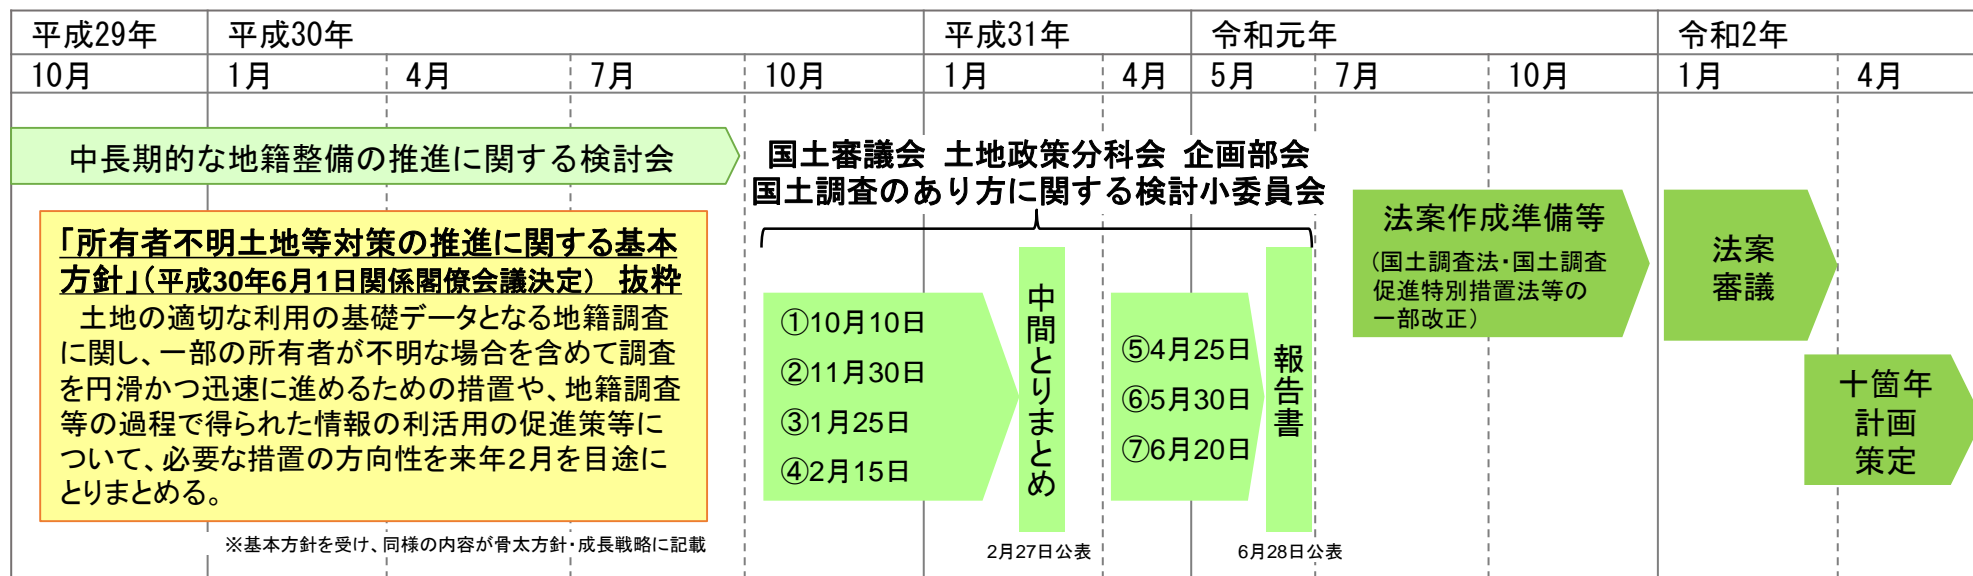 平成29年 平成30年 平成31年 令和元年 令和2年
10月 1月 4月 7月 10月 1月 4月 5月 7月 10月 1月 4月
中長期的な地籍整備の推進に関する検討会
「所有者不明土地等対策の推進に関する基本
方針」(平成30年6月1日関係閣僚会議決定) 抜粋
土地の適切な利用の基礎データとなる地籍調査
に関し、一部の所有者が不明な場合を含めて調査
を円滑かつ迅速に進めるための措置や、地籍調査
等の過程で得られた情報の利活用の促進策等に
ついて、必要な措置の方向性を来年2月を目途に
とりまとめる。
※基本方針を受け、同様の内容が骨太方針・成長戦略に記載
国土審議会 土地政策分科会 企画部会
国土調査のあり方に関する検討小委員会
①10月10日
②11月30日
③1月25日
④2月15日
中間とりまとめ
2月27日公表
⑤4月25日
⑥5月30日
⑦6月20日
報告書
6月28日公表
法案作成準備等
(国土調査法・国土調査
促進特別措置法等の
一部改正)
法案
審議
十箇年
計画
策定